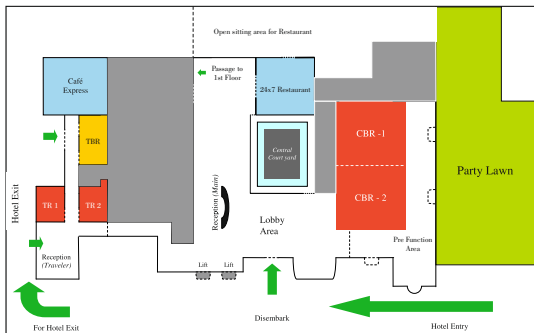 Open sitting area for Restaurant
Passage to
1st Floor
Café
Express
24x7 Restaurant
TBR
CBR -1
Central
Court yard
Party Lawn
Hotel Exit
TR 1
TR 2
CBR - 2
Reception (Main)
Lobby
Area
Pre Function
Area
Reception
(Traveler)
Lift
Lift
For Hotel Exit
Disembark
Hotel Entry